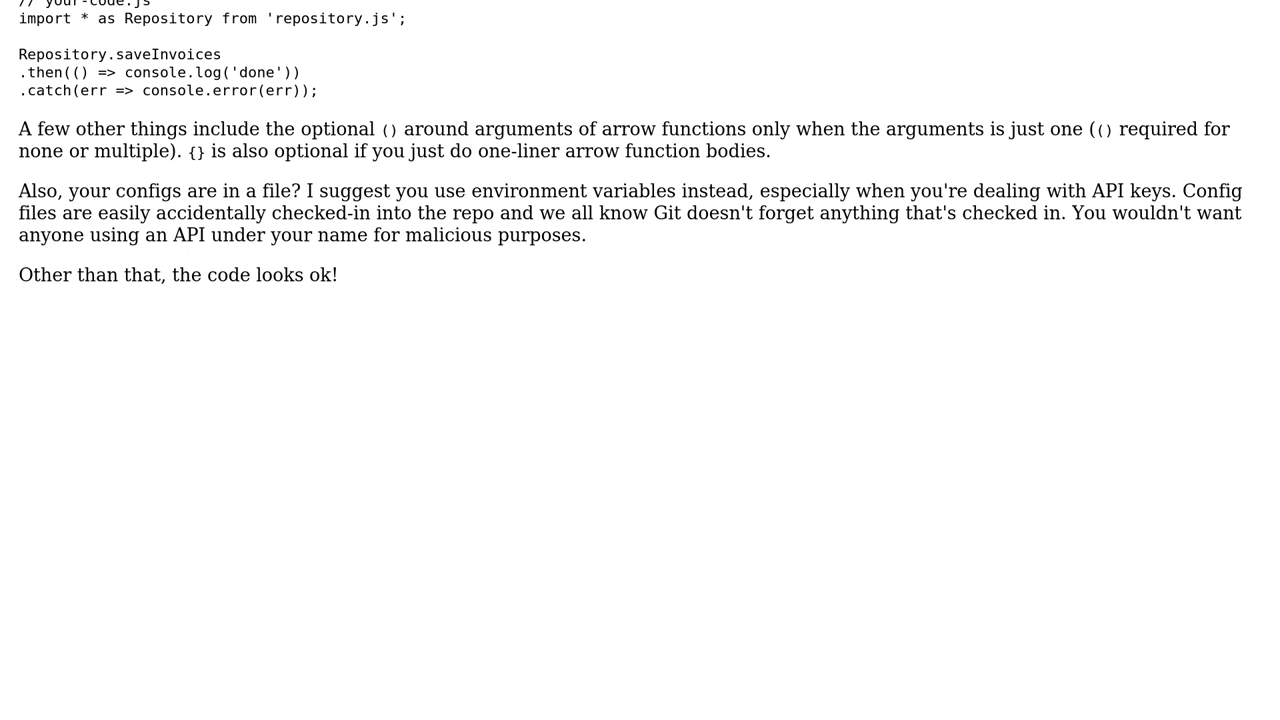 // your-code.js
import * as Repository from 'repository.js';
Repository.saveInvoices
.then(() => console.log('done'))
.catch(err => console.error(err));
A few other things include the optional () around arguments of arrow functions only when the arguments is just one (() required for
none or multiple). {} is also optional if you just do one-liner arrow function bodies.
Also, your configs are in a file? I suggest you use environment variables instead, especially when you're dealing with API keys. Config
files are easily accidentally checked-in into the repo and we all know Git doesn't forget anything that's checked in. You wouldn't want
anyone using an API under your name for malicious purposes.
Other than that, the code looks ok!